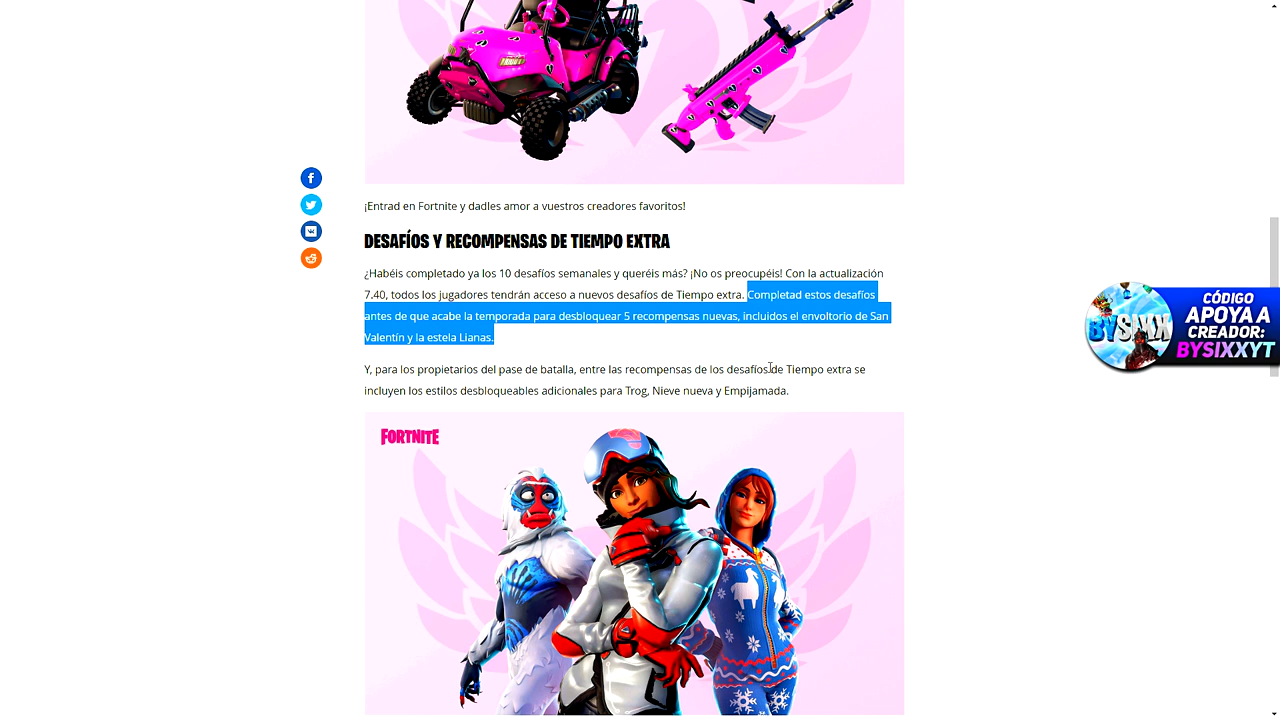 ¡Entrad en Fortnite y dadles amor a vuestros creadores favoritos!
DESAFÍOS Y RECOMPENSAS DE TIEMPO EXTRA
¿Habéis completado ya los 10 desafíos semanales y queréis más? ¡No os preocupéis! Con la actualización
7.40, todos los jugadores tendrán acceso a nuevos desafíos de Tiempo extra. Completad estos desafíos
antes de que acabe la temporada para desbloquear 5 recompensas nuevas, incluidos el envoltorio de San
Valentín y la estela Lianas.
Y, para los propietarios del pase de batalla, entre las recompensas de los desafíos de Tiempo extra se
incluyen los estilos desbloqueables adicionales para Trog, Nieve nueva y Empijamada.
FORTNITE
BYSIXX
CÓDIGO
APOYA A
CREADOR:
BYSIXXYT